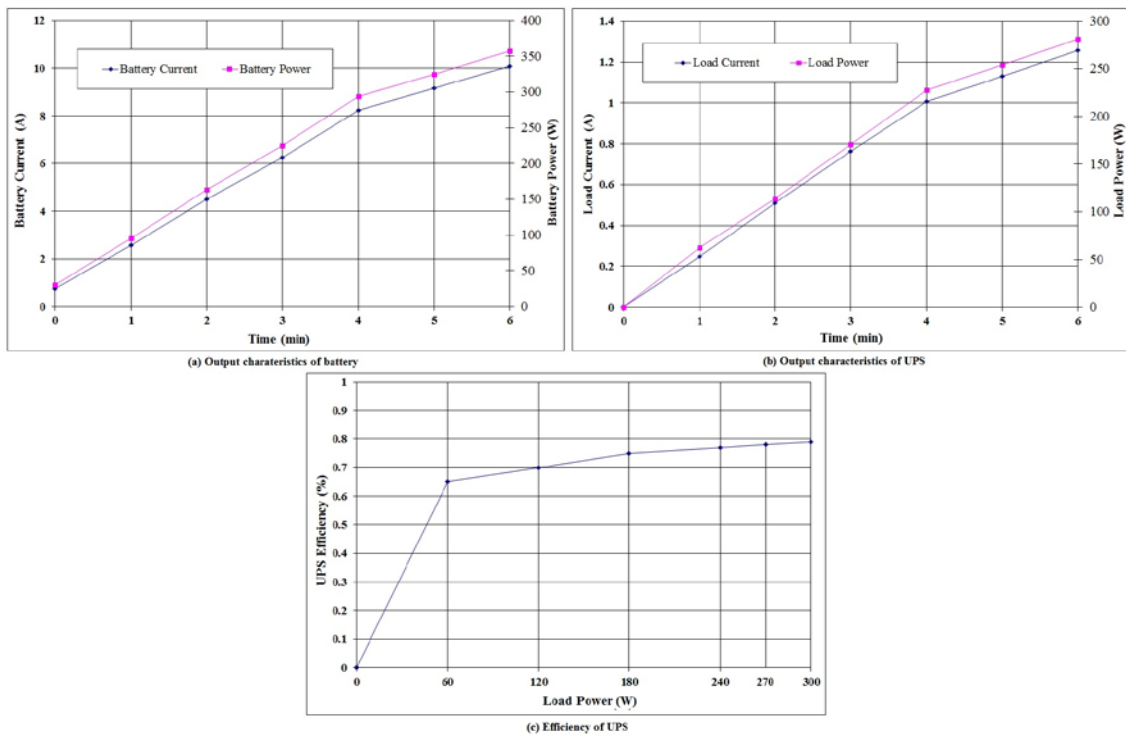 12
10
8
6
4
2
0
400
350
300
250
200
150
100
50
0
Battery Current (A)
Battery Power (W)
Battery Current
Battery Power
0 1 2 3 4 5 6
Time (min)
(a) Output charateristics of battery
1.4
1.2
1
0.8
0.6
0.4
0.2
0
300
250
200
150
100
50
0
Load Current (A)
Load Power (W)
Load Current
Load Power
0 1 2 3 4 5 6
Time (min)
(b) Output characteristics of UPS
1
0.9
0.8
0.7
0.6
0.5
0.4
0.3
0.2
0.1
0
UPS Efficiency (%)
0 60 120 180 240 270 300
Load Power (W)
(c) Efficiency of UPS